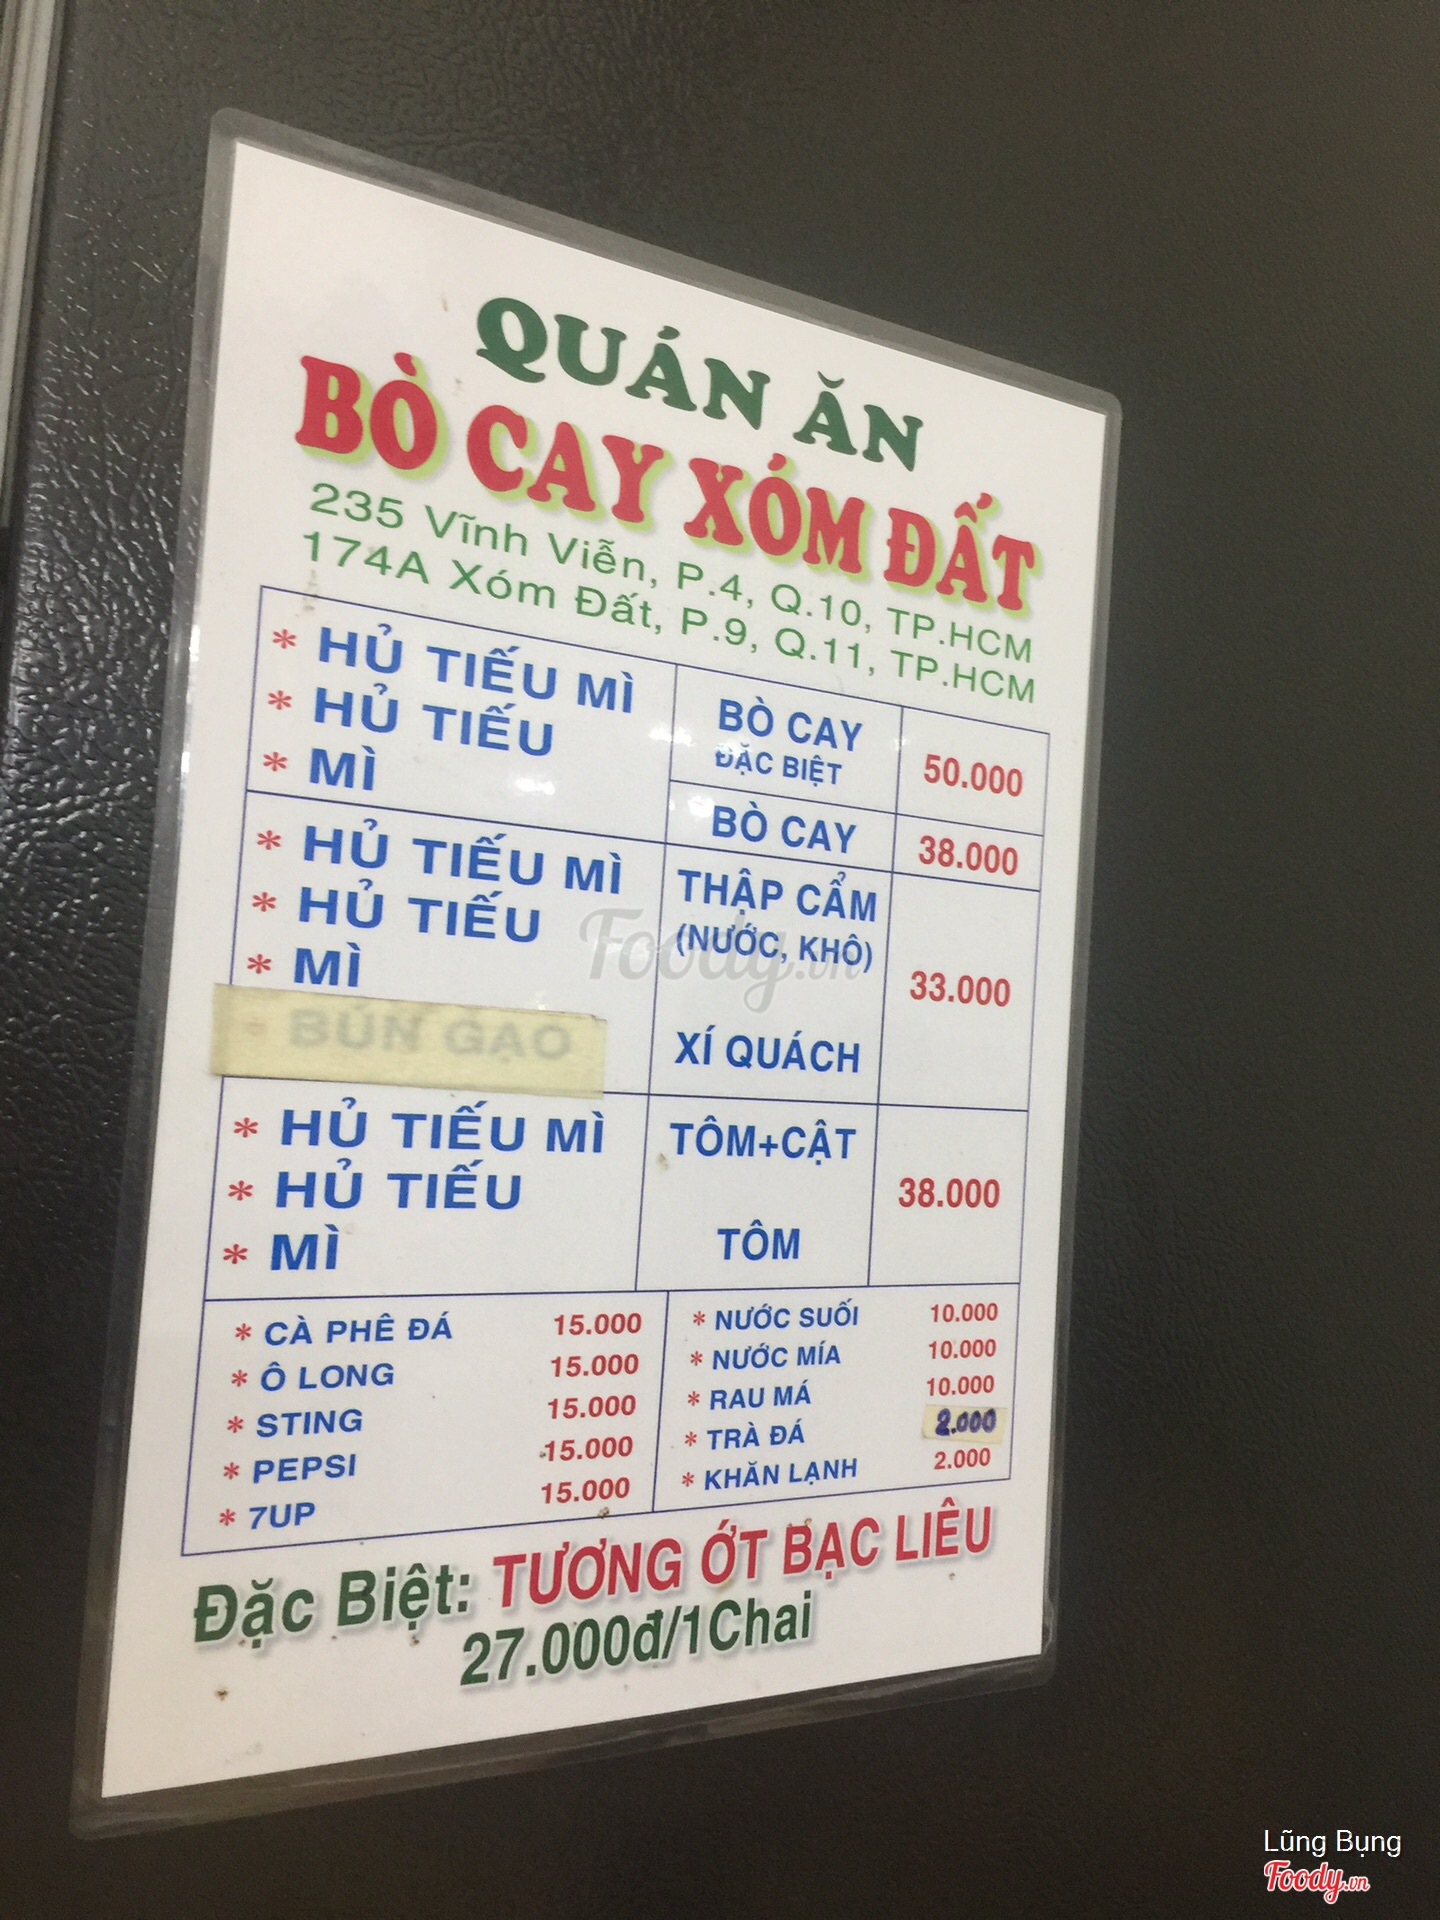 QUÁN ĂN
BÒ CAY XÓM ĐẤT
235 Vĩnh Viễn, P.4, Q.10, TP.HCM
174A Xóm Đất, P.9, Q.11, TP.HCM
* HỦ TIẾU MÌ
* HỦ TIẾU
* MÌ
BÒ CAY
ĐẶC BIỆT
50.000
BÒ CAY
38.000
* HỦ TIẾU MÌ
* HỦ TIẾU
* MÌ
* BÚN GẠO
THẬP CẨM
(NƯỚC, KHÔ)
XÍ QUÁCH
33.000
* HỦ TIẾU MÌ
* HỦ TIẾU
* MÌ
TÔM+CẬT
TÔM
38.000
* CÀ PHÊ ĐÁ 15.000
* Ô LONG 15.000
* STING 15.000
* PEPSI 15.000
* 7UP 15.000
* NƯỚC SUỐI 10.000
* NƯỚC MÍA 10.000
* RAU MÁ 10.000
* TRÀ ĐÁ 2.000
* KHĂN LẠNH 2.000
Đặc Biệt: TƯƠNG ỚT BẠC LIÊU
27.000đ/1Chai
Foody.vn
Lũng Bụng
Foody.vn